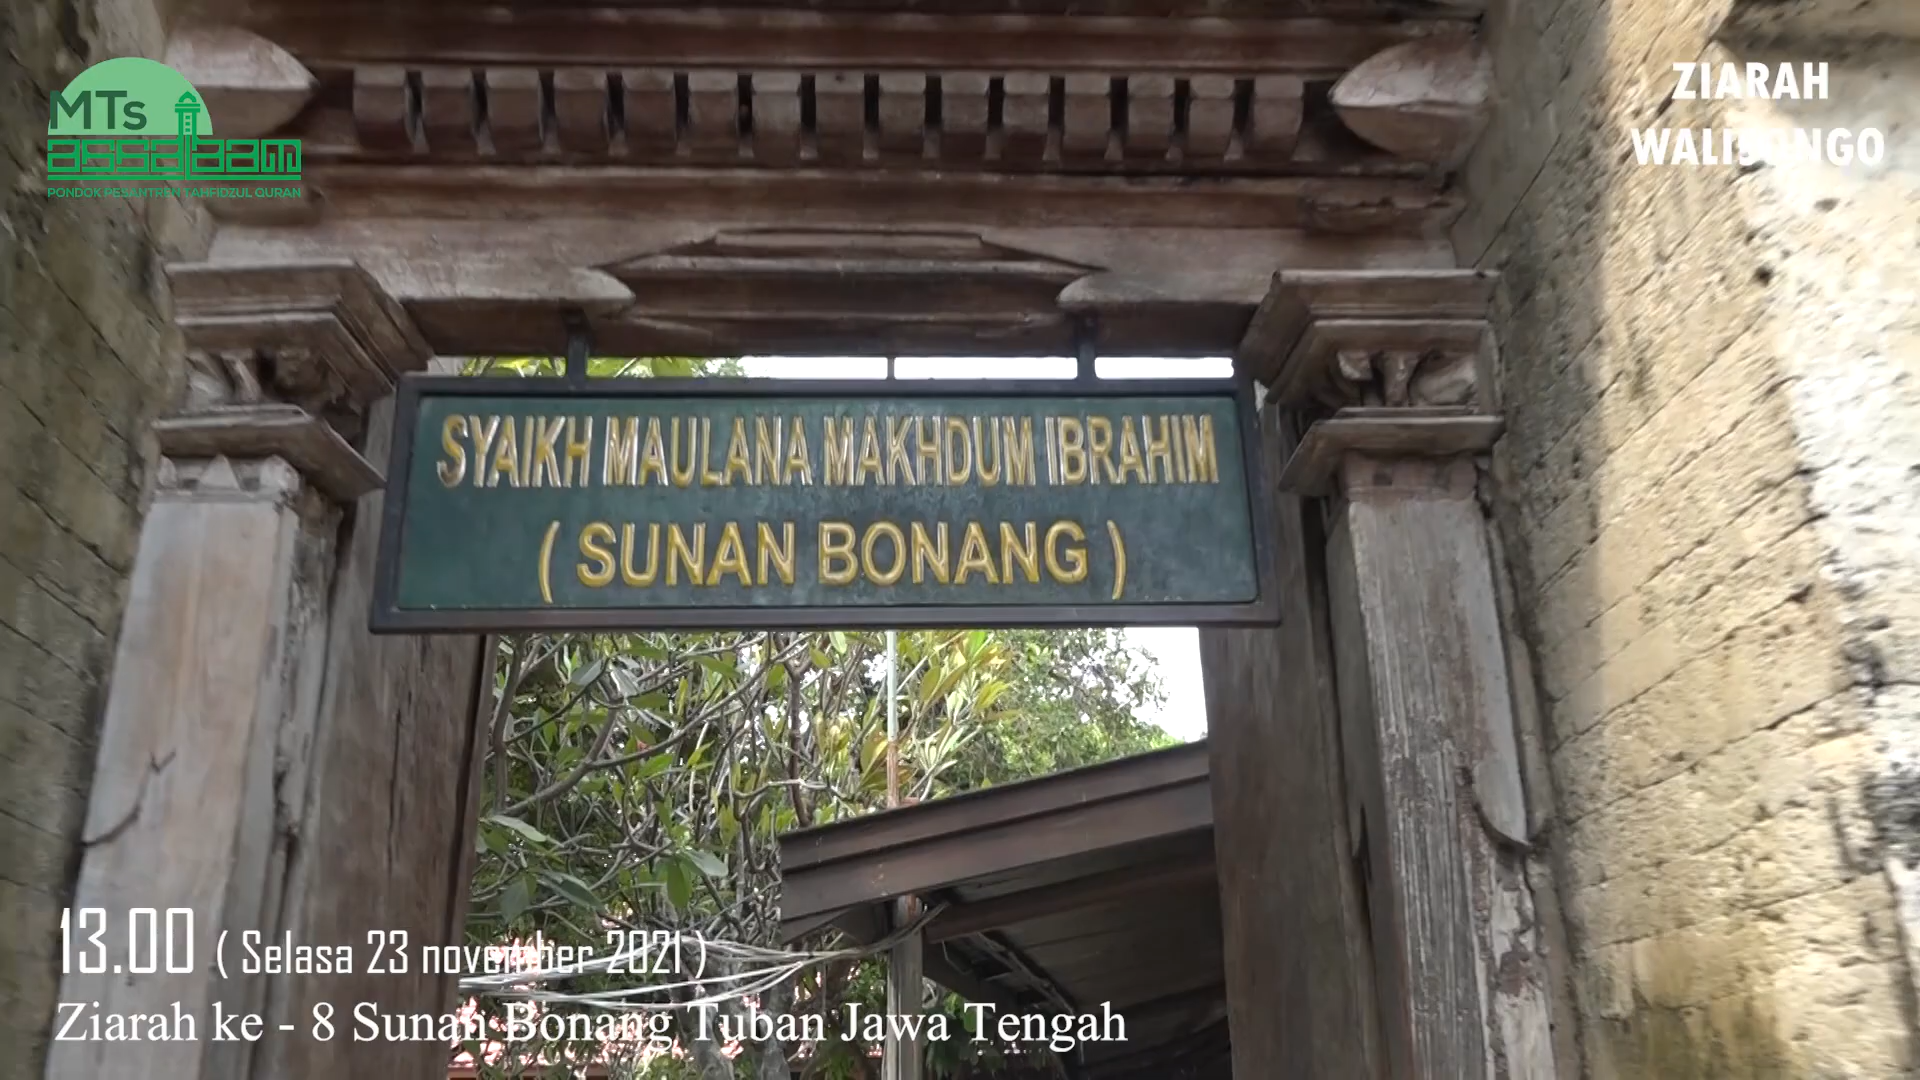 MTs
assalaam
PONDOK PESANTREN TAHFIDZUL QURAN
ZIARAH
WALISONGO
SYAIKH MAULANA MAKHDUM IBRAHIM
( SUNAN BONANG )
13.00 ( Selasa 23 november 2021 )
Ziarah ke - 8 Sunan Bonang Tuban Jawa Tengah